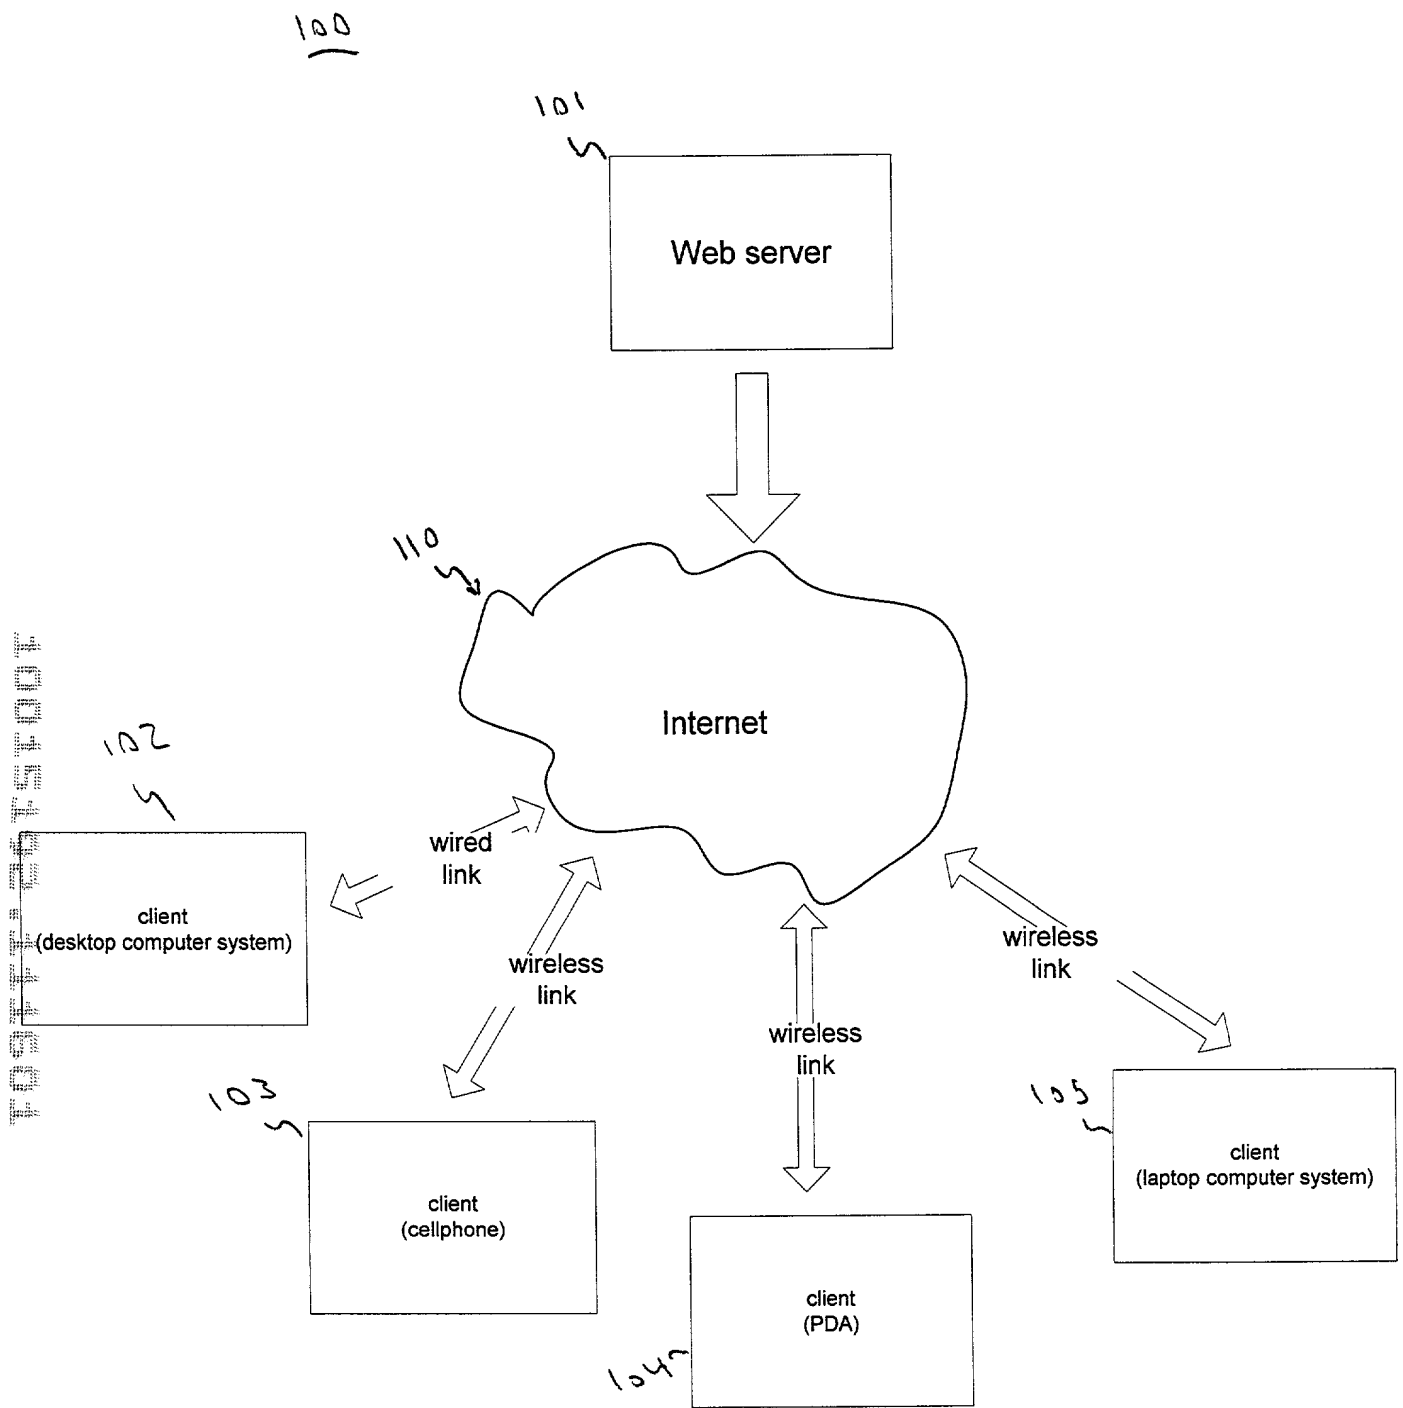 100
101
Web server
110
Internet
102
wired
link
client
(desktop computer system)
wireless
link
wireless
link
wireless
link
103
client
(cellphone)
104
client
(PDA)
105
client
(laptop computer system)